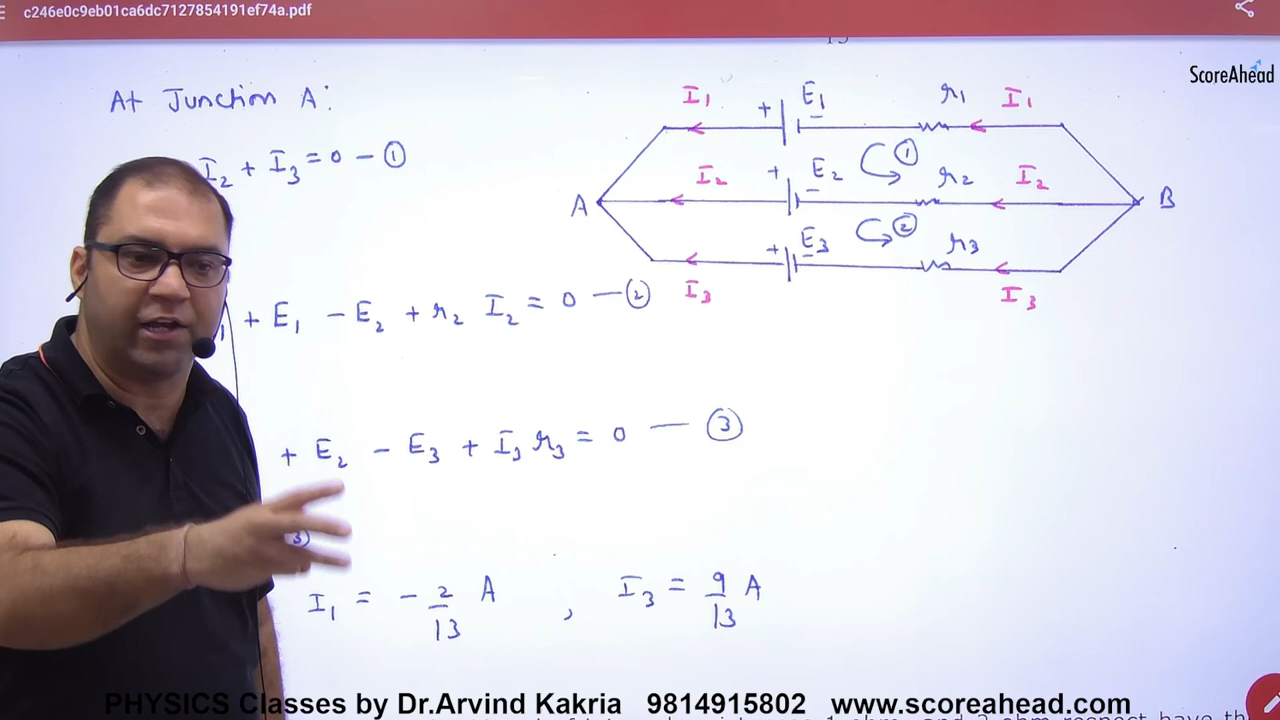 c246e0c9eb01ca6dc7127854191ef74a.pdf
ScoreAhead
At Junction A:
I₂ + I₃ = 0 — ①
+ E₁ − E₂ + r₂ I₂ = 0 — ②
+ E₂ − E₃ + I₃ r₃ = 0 — ③
③
I₁ = − 2/13 A , I₃ = 9/13 A
I₁ + E₁ r₁ I₁
①
I₂ + E₂ r₂ I₂
A B
②
+ E₃ r₃
I₃ I₃
PHYSICS Classes by Dr.Arvind Kakria 9814915802 www.scoreahead.com